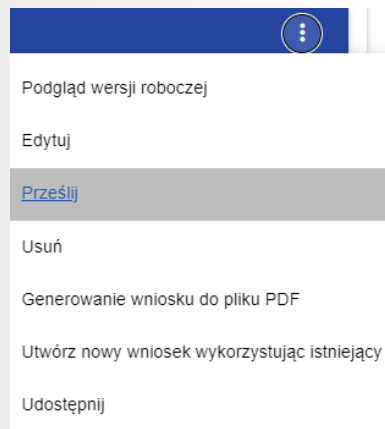 Podgląd wersji roboczej
Edytuj
Prześlij
Usuń
Generowanie wniosku do pliku PDF
Utwórz nowy wniosek wykorzystując istniejący
Udostępnij